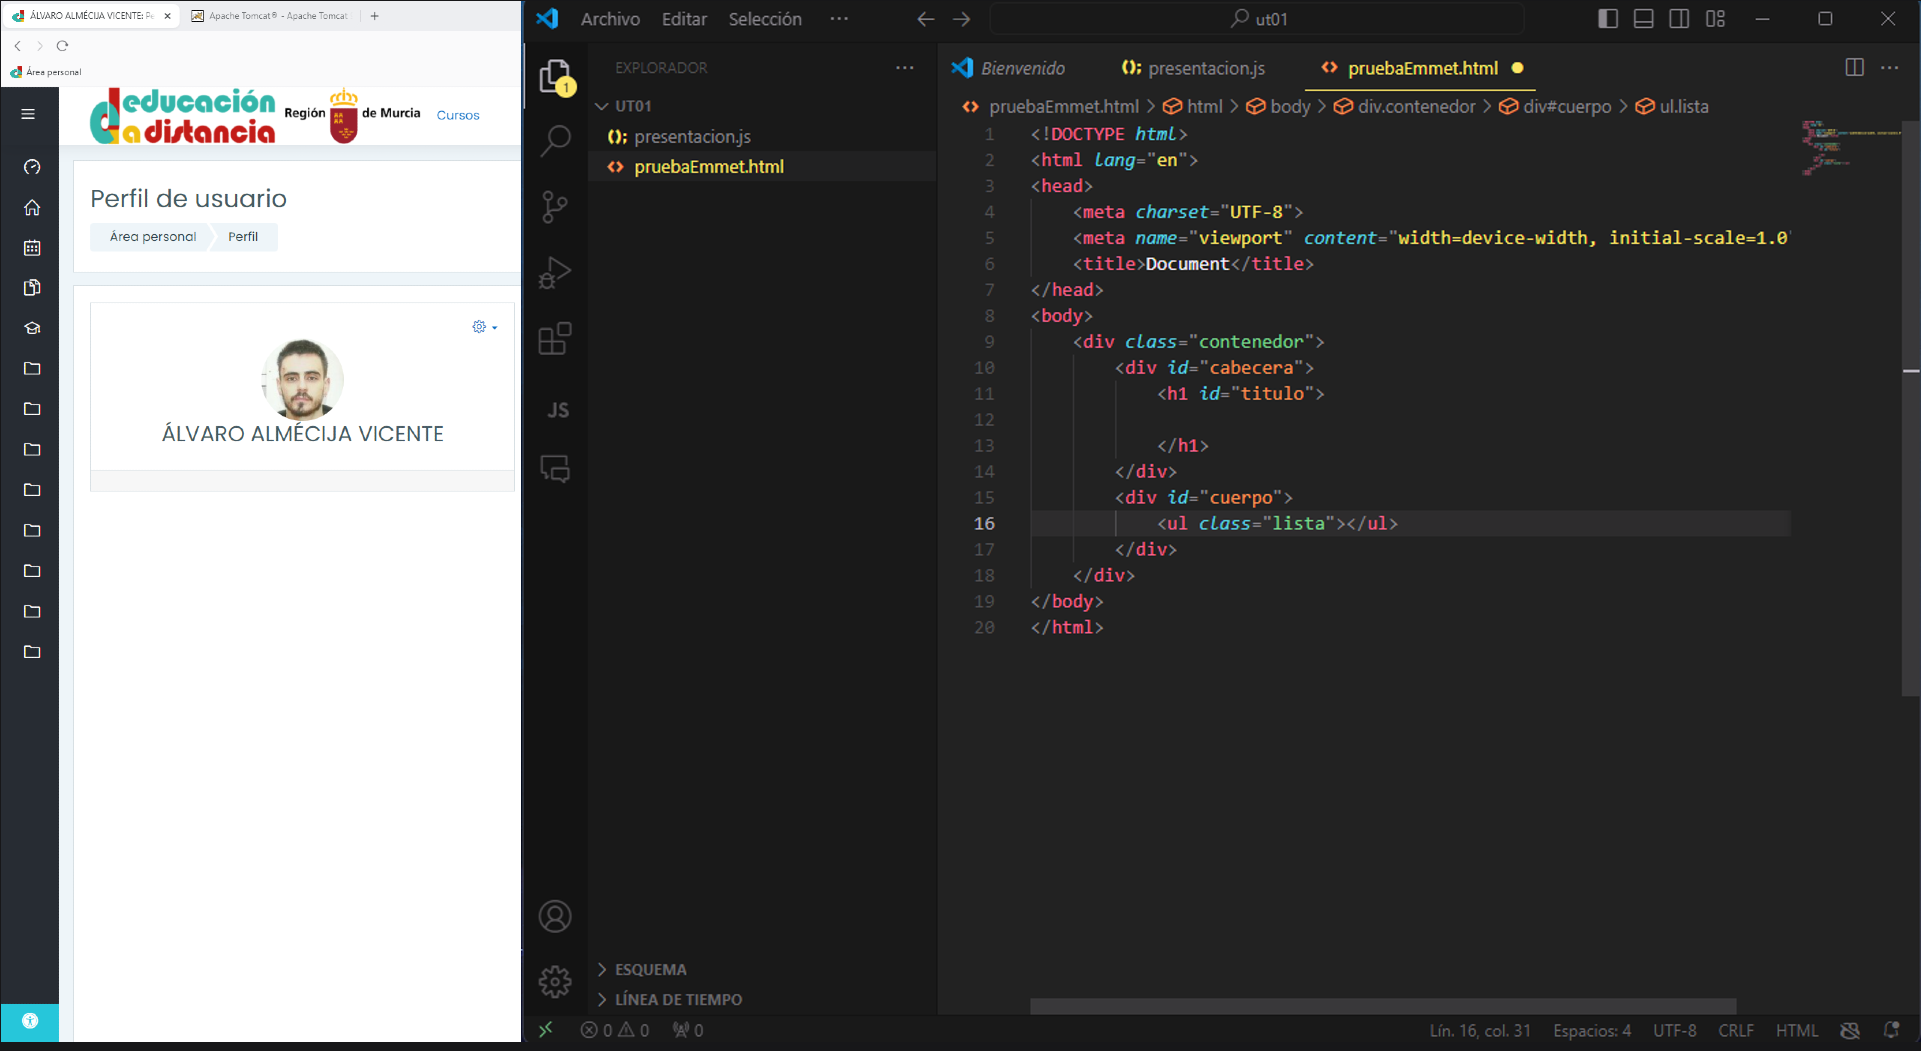 ÁLVARO ALMÉCIJA VICENTE: Pe
Apache Tomcat® - Apache Tomcat
Área personal
educación
a distancia
Región de Murcia
Cursos
Perfil de usuario
Área personal
Perfil
ÁLVARO ALMÉCIJA VICENTE
Archivo
Editar
Selección
ut01
EXPLORADOR
UT01
presentacion.js
pruebaEmmet.html
1
JS
ESQUEMA
LÍNEA DE TIEMPO
Bienvenido
presentacion.js
pruebaEmmet.html
pruebaEmmet.html > html > body > div.contenedor > div#cuerpo > ul.lista
1 <!DOCTYPE html>
2 <html lang="en">
3 <head>
4 <meta charset="UTF-8">
5 <meta name="viewport" content="width=device-width, initial-scale=1.0"
6 <title>Document</title>
7 </head>
8 <body>
9 <div class="contenedor">
10 <div id="cabecera">
11 <h1 id="titulo">
12
13 </h1>
14 </div>
15 <div id="cuerpo">
16 <ul class="lista"></ul>
17 </div>
18 </div>
19 </body>
20 </html>
0 0 0
Lín. 16, col. 31
Espacios: 4
UTF-8
CRLF
HTML